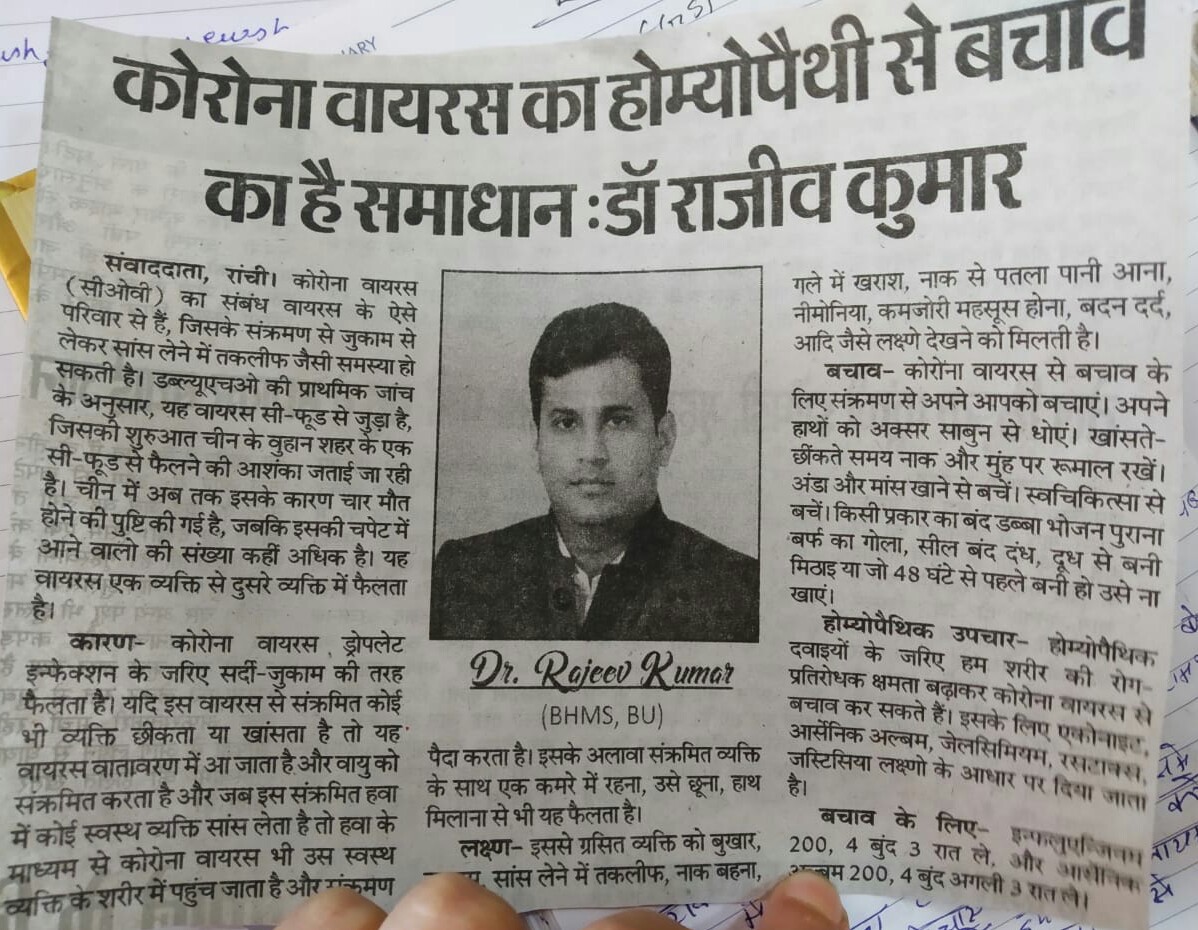 कोरोना वायरस का होम्योपैथी से बचाव
का है समाधान :डॉ राजीव कुमार
संवाददाता, रांची। कोरोना वायरस
(सीओवी) का संबंध वायरस के ऐसे
परिवार से हैं, जिसके संक्रमण से जुकाम से
लेकर सांस लेने में तकलीफ जैसी समस्या हो
सकती है। डब्ल्यूएचओ की प्राथमिक जांच
के अनुसार, यह वायरस सी-फूड से जुड़ा है,
जिसकी शुरुआत चीन के वुहान शहर के एक
सी-फूड से फैलने की आशंका जताई जा रही
है। चीन में अब तक इसके कारण चार मौत
होने की पुष्टि की गई है, जबकि इसकी चपेट में
आने वालो की संख्या कहीं अधिक है। यह
वायरस एक व्यक्ति से दुसरे व्यक्ति में फैलता
है।
कारण- कोरोना वायरस ड्रोपलेट
इन्फेक्शन के जरिए सर्दी-जुकाम की तरह
फैलता है। यदि इस वायरस से संक्रमित कोई
भी व्यक्ति छीकता या खांसता है तो यह
वायरस वातावरण में आ जाता है और वायु को
संक्रमित करता है और जब इस संक्रमित हवा
में कोई स्वस्थ व्यक्ति सांस लेता है तो हवा के
माध्यम से कोरोना वायरस भी उस स्वस्थ
व्यक्ति के शरीर में पहुंच जाता है और संक्रमण
Dr. Rajeev Kumar
(BHMS, BU)
पैदा करता है। इसके अलावा संक्रमित व्यक्ति
के साथ एक कमरे में रहना, उसे छूना, हाथ
मिलाना से भी यह फैलता है।
लक्षण- इससे ग्रसित व्यक्ति को बुखार,
सांस लेने में तकलीफ, नाक बहना,
गले में खराश, नाक से पतला पानी आना,
नीमोनिया, कमजोरी महसूस होना, बदन दर्द,
आदि जैसे लक्ष्णे देखने को मिलती है।
बचाव- कोरोना वायरस से बचाव के
लिए संक्रमण से अपने आपको बचाएं। अपने
हाथों को अक्सर साबुन से धोएं। खांसते-
छींकते समय नाक और मुंह पर रूमाल रखें।
अंडा और मांस खाने से बचें। स्वचिकित्सा से
बचें। किसी प्रकार का बंद डब्बा भोजन पुराना
बर्फ का गोला, सील बंद दंध, दूध से बनी
मिठाइ या जो 48 घंटे से पहले बनी हो उसे ना
खाएं।
होम्योपैथिक उपचार- होम्योपैथिक
दवाइयों के जरिए हम शरीर की रोग-
प्रतिरोधक क्षमता बढ़ाकर कोरोना वायरस से
बचाव कर सकते हैं। इसके लिए एकोनाइट,
आर्सेनिक अल्बम, जेलसिमियम, रसटाक्स,
जस्टिसिया लक्ष्णो के आधार पर दिया जाता
है।
बचाव के लिए- इन्फ्लुएन्जिनम
200, 4 बुंद 3 रात ले, और आर्सेनिक
अल्बम 200, 4 बुंद अगली 3 रात ले।